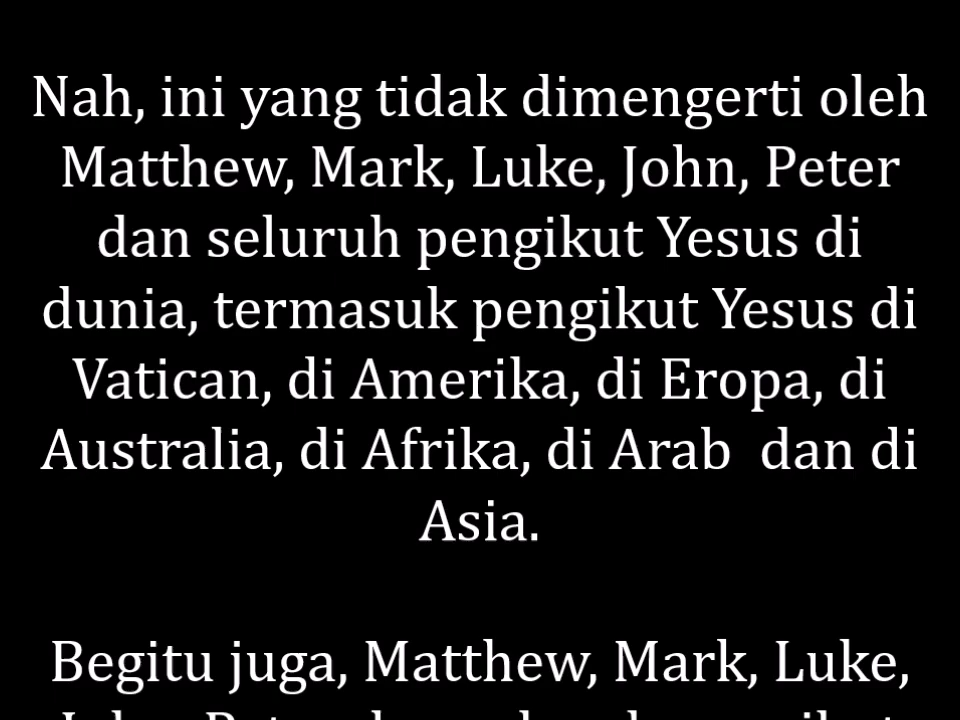 Nah, ini yang tidak dimengerti oleh
Matthew, Mark, Luke, John, Peter
dan seluruh pengikut Yesus di
dunia, termasuk pengikut Yesus di
Vatican, di Amerika, di Eropa, di
Australia, di Afrika, di Arab  dan di
Asia.
Begitu juga, Matthew, Mark, Luke,